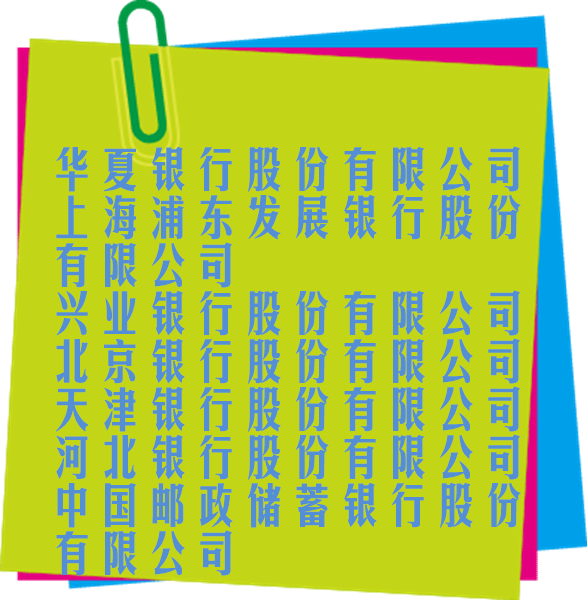 华夏银行股份有限公司
上海浦东发展银行股份
有限公司
兴业银行股份有限公司
北京银行股份有限公司
天津银行股份有限公司
河北银行股份有限公司
中国邮政储蓄银行股份
有限公司